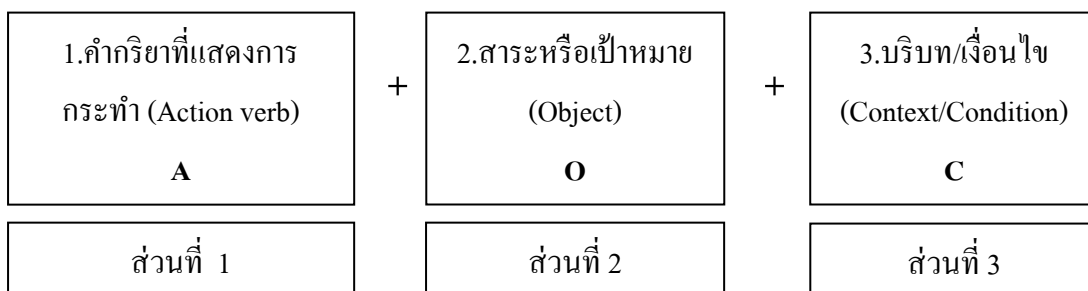 1.คำกริยาที่แสดงการ
กระทำ (Action verb)
A
+
2.สาระหรือเป้าหมาย
(Object)
O
+
3.บริบท/เงื่อนไข
(Context/Condition)
C
ส่วนที่ 1
ส่วนที่ 2
ส่วนที่ 3